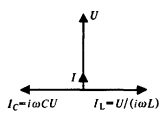 U
I
I_C=iωCU
I_L=U/(iωL)